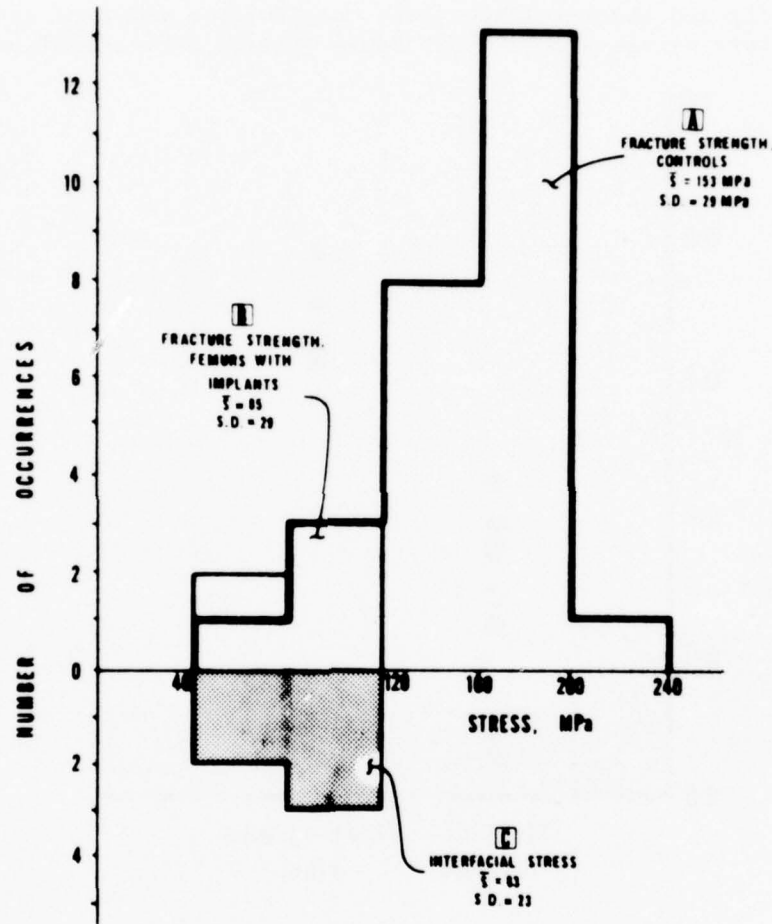 12
10
8
6
4
2
0
2
4
NUMBER OF OCCURRENCES
A
FRACTURE STRENGTH,
CONTROLS
S̅ = 153 MPa
S.D. = 29 MPa
B
FRACTURE STRENGTH,
FEMURS WITH
IMPLANTS
S̅ = 85
S.D. = 29
40
120
160
200
240
STRESS, MPa
C
INTERFACIAL STRESS
S̅ = 83
S.D. = 23